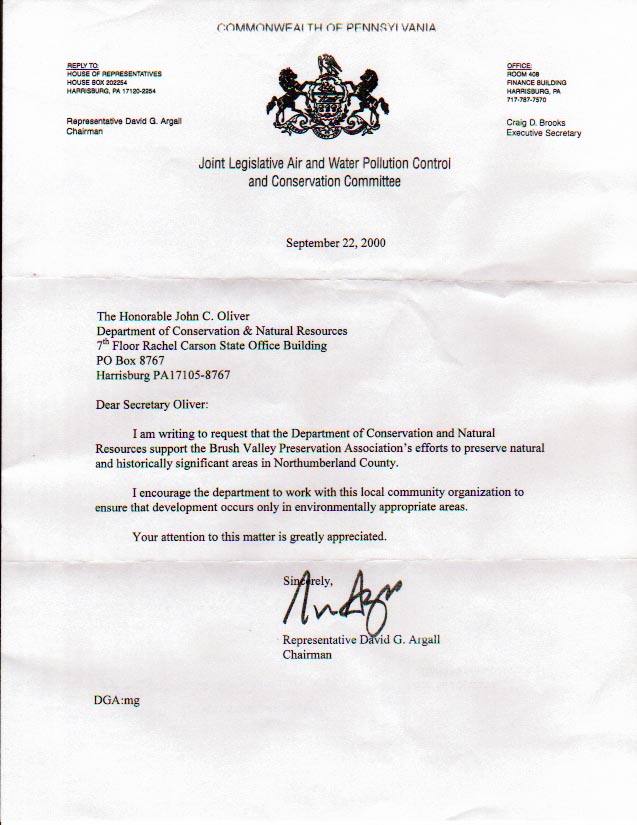 COMMONWEALTH OF PENNSYLVANIA
REPLY TO:
HOUSE OF REPRESENTATIVES
HOUSE BOX 202254
HARRISBURG, PA 17120-2254
Representative David G. Argall
Chairman
OFFICE:
ROOM 408
FINANCE BUILDING
HARRISBURG, PA
717-787-7570
Craig D. Brooks
Executive Secretary
Joint Legislative Air and Water Pollution Control
and Conservation Committee
September 22, 2000
The Honorable John C. Oliver
Department of Conservation & Natural Resources
7th Floor Rachel Carson State Office Building
PO Box 8767
Harrisburg PA17105-8767
Dear Secretary Oliver:
I am writing to request that the Department of Conservation and Natural
Resources support the Brush Valley Preservation Association's efforts to preserve natural
and historically significant areas in Northumberland County.
I encourage the department to work with this local community organization to
ensure that development occurs only in environmentally appropriate areas.
Your attention to this matter is greatly appreciated.
Sincerely,
Representative David G. Argall
Chairman
DGA:mg